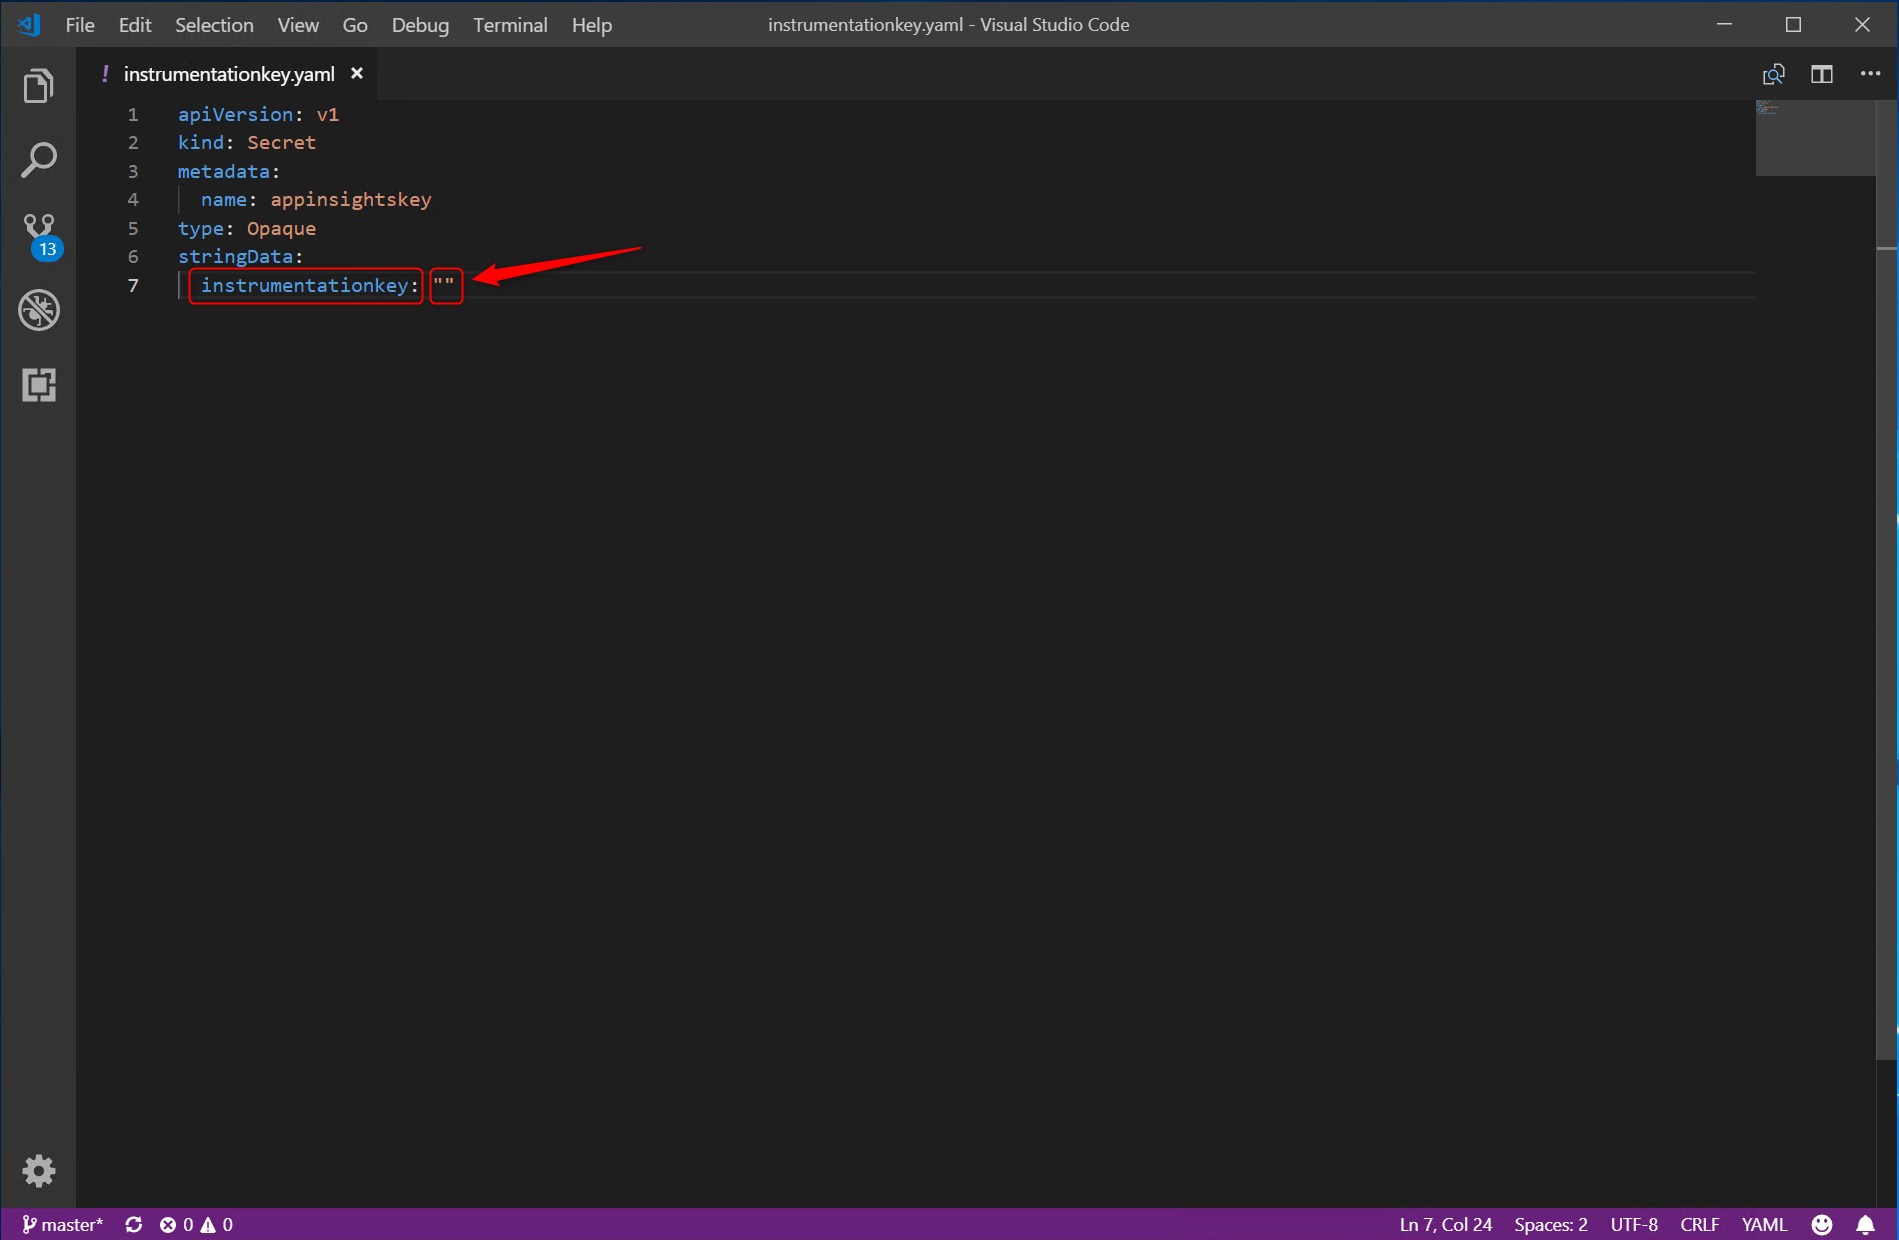 File Edit Selection View Go Debug Terminal Help instrumentationkey.yaml - Visual Studio Code
! instrumentationkey.yaml
1 apiVersion: v1
2 kind: Secret
3 metadata:
4   name: appinsightskey
5 type: Opaque
6 stringData:
7   instrumentationkey: ""
13
master* 0 0 Ln 7, Col 24 Spaces: 2 UTF-8 CRLF YAML